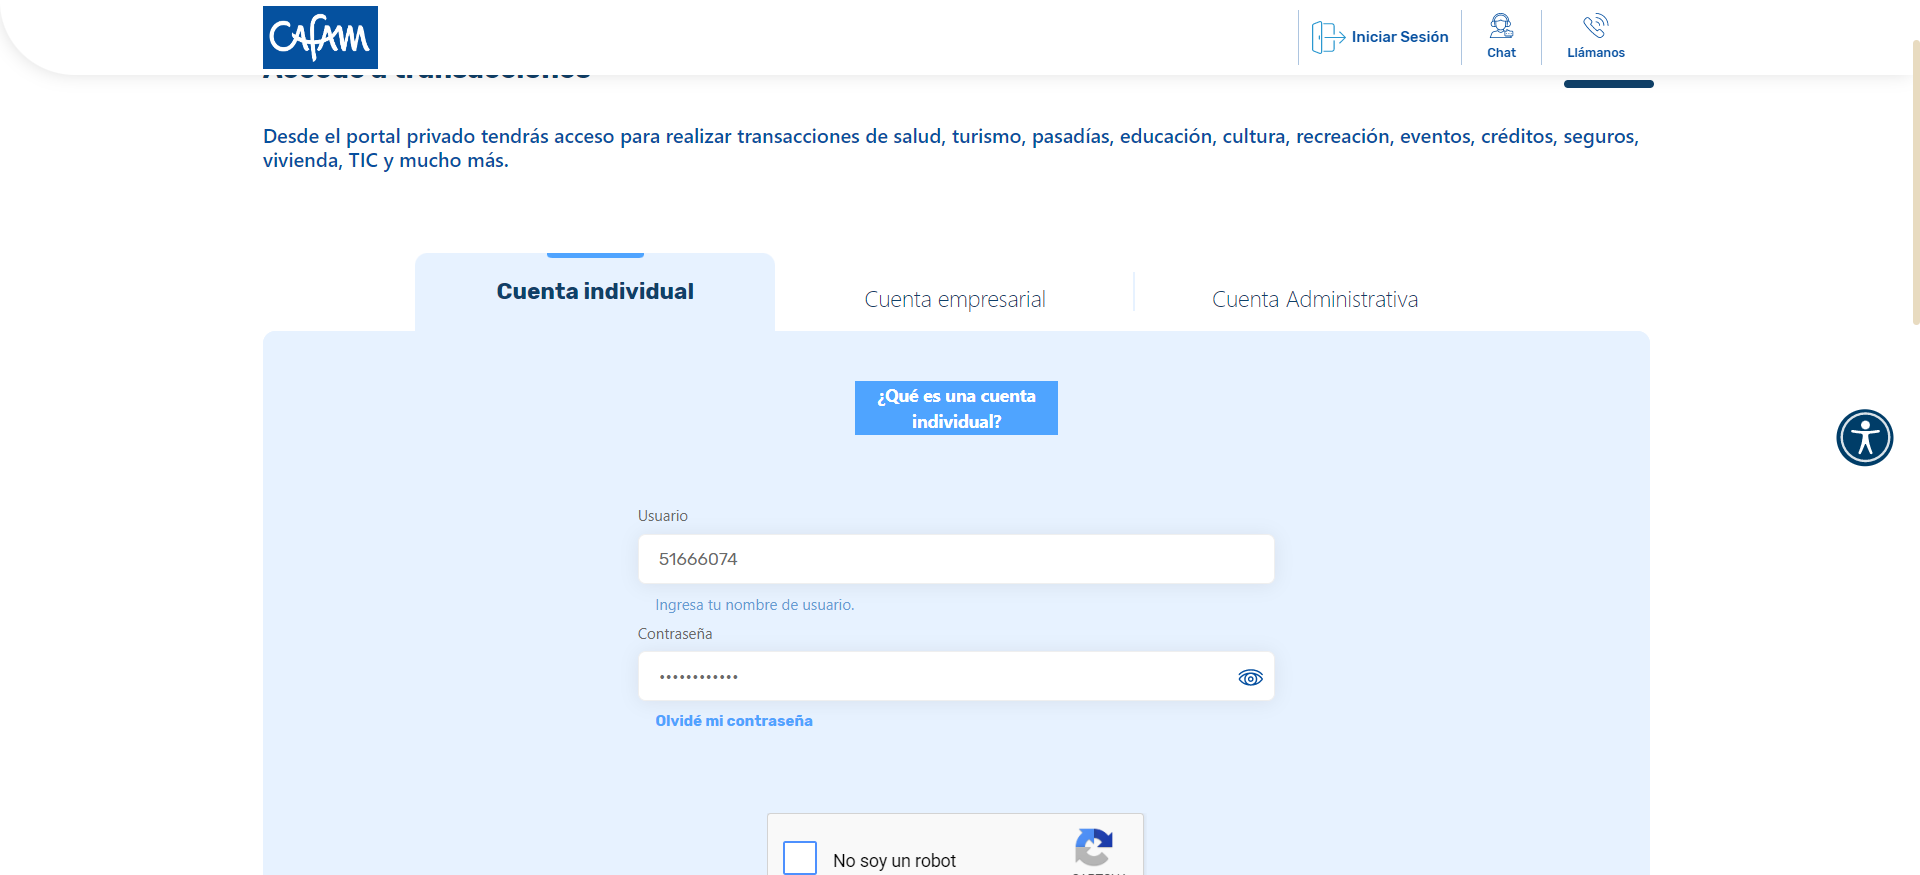 CAFAM
Iniciar Sesión
Chat
Llámanos
Acceso a transacciones
Desde el portal privado tendrás acceso para realizar transacciones de salud, turismo, pasadías, educación, cultura, recreación, eventos, créditos, seguros,
vivienda, TIC y mucho más.
Cuenta individual
Cuenta empresarial
Cuenta Administrativa
¿Qué es una cuenta
individual?
Usuario
51666074
Ingresa tu nombre de usuario.
Contraseña
••••••••••••
Olvidé mi contraseña
No soy un robot